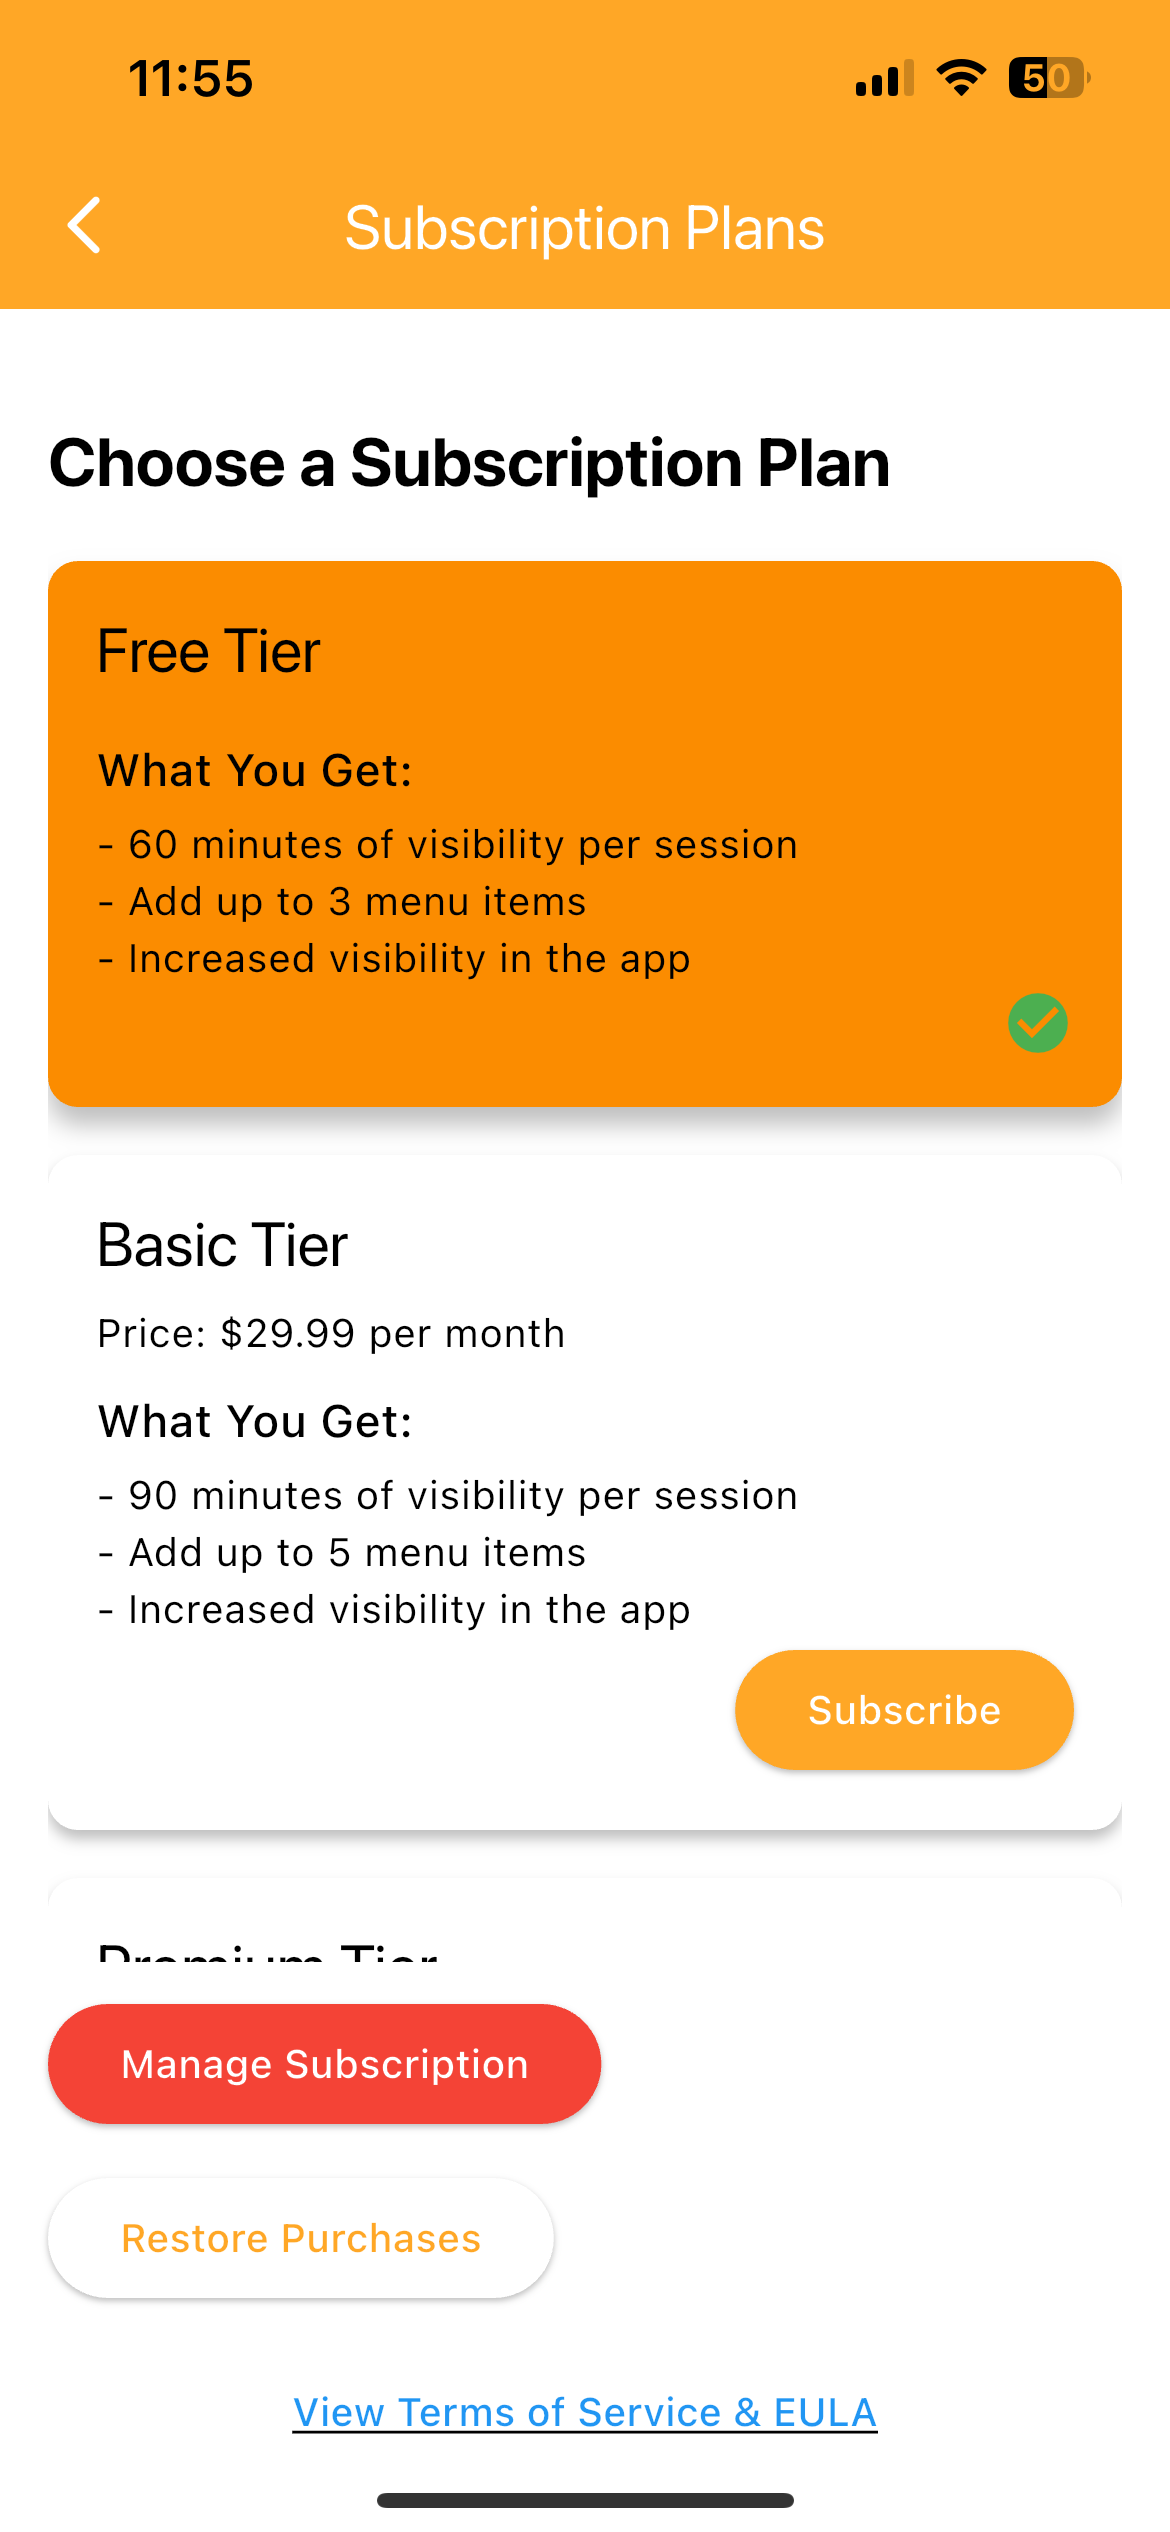 11:55
50
Subscription Plans
Choose a Subscription Plan
Free Tier
What You Get:
- 60 minutes of visibility per session
- Add up to 3 menu items
- Increased visibility in the app
Basic Tier
Price: $29.99 per month
What You Get:
- 90 minutes of visibility per session
- Add up to 5 menu items
- Increased visibility in the app
Subscribe
Premium Tier
Manage Subscription
Restore Purchases
View Terms of Service & EULA